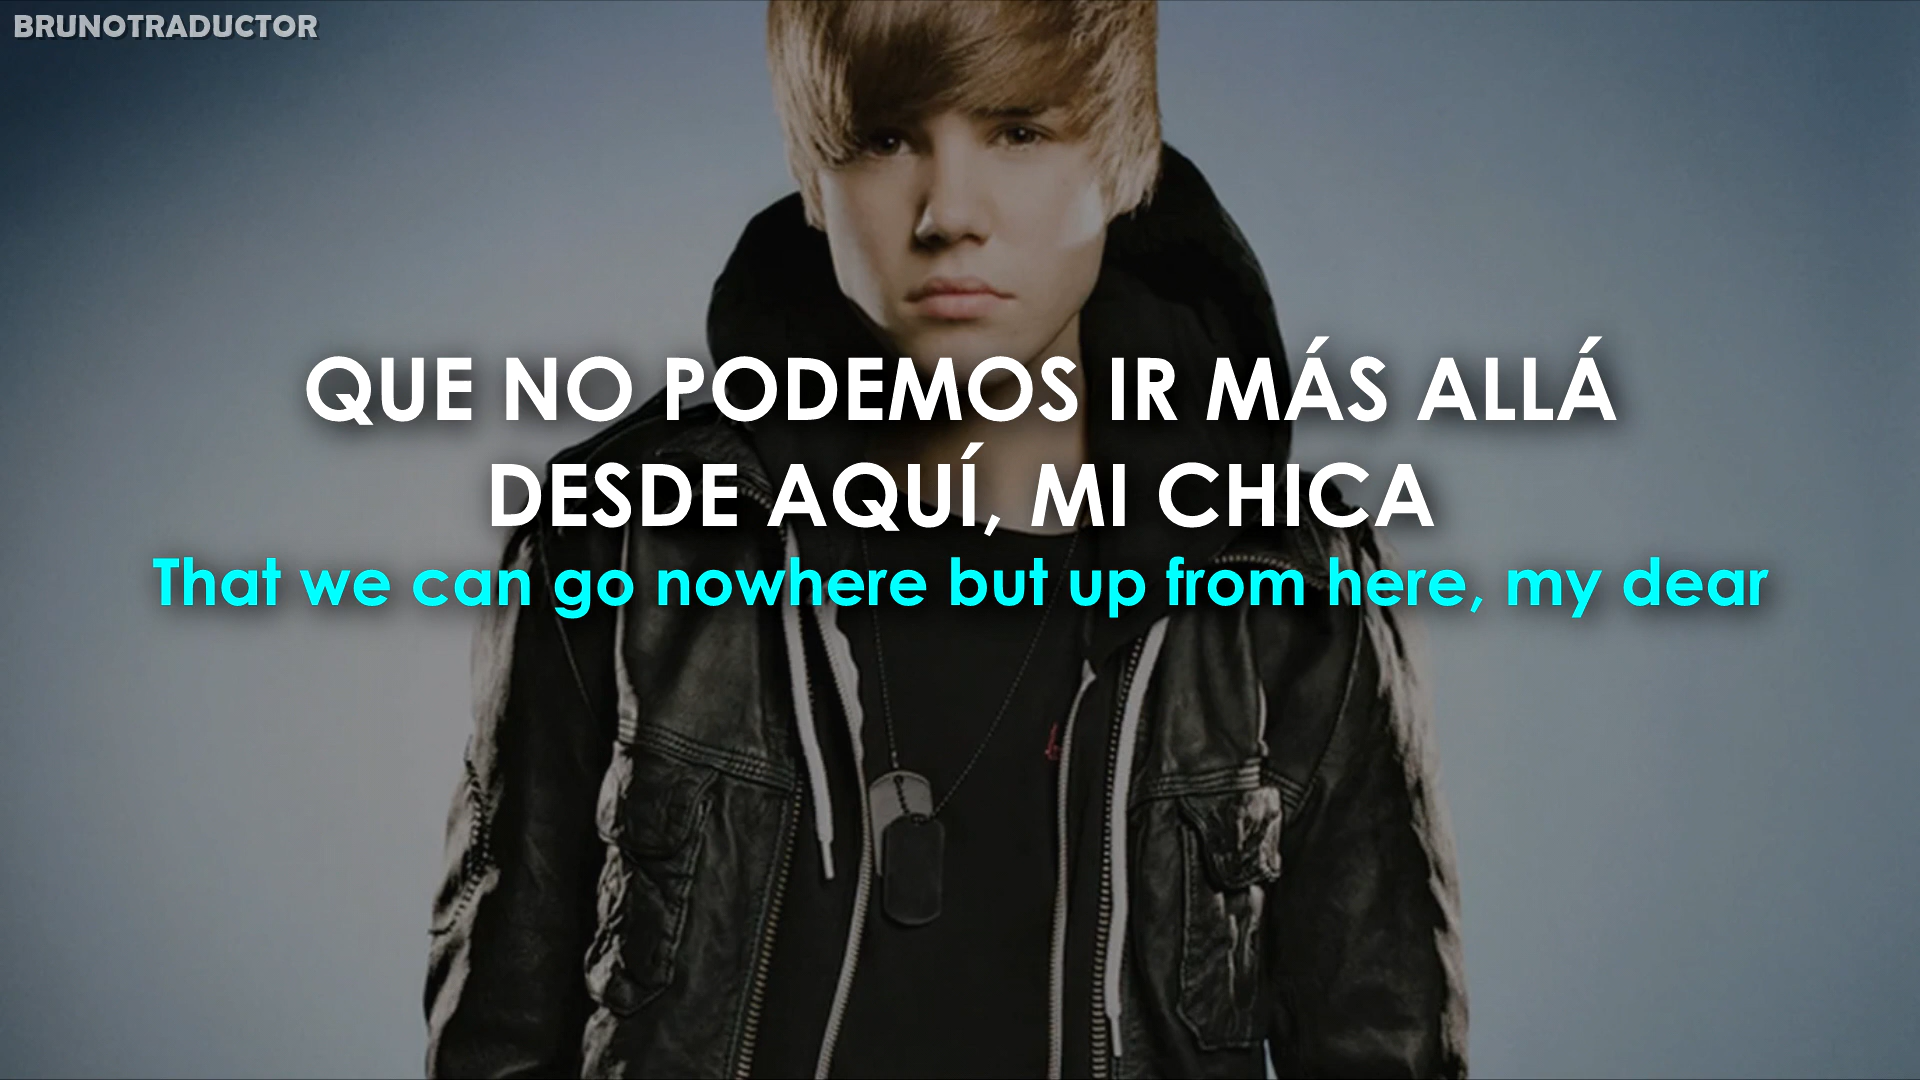 BRUNOTRADUCTOR
QUE NO PODEMOS IR MÁS ALLÁ
DESDE AQUÍ, MI CHICA
That we can go nowhere but up from here, my dear